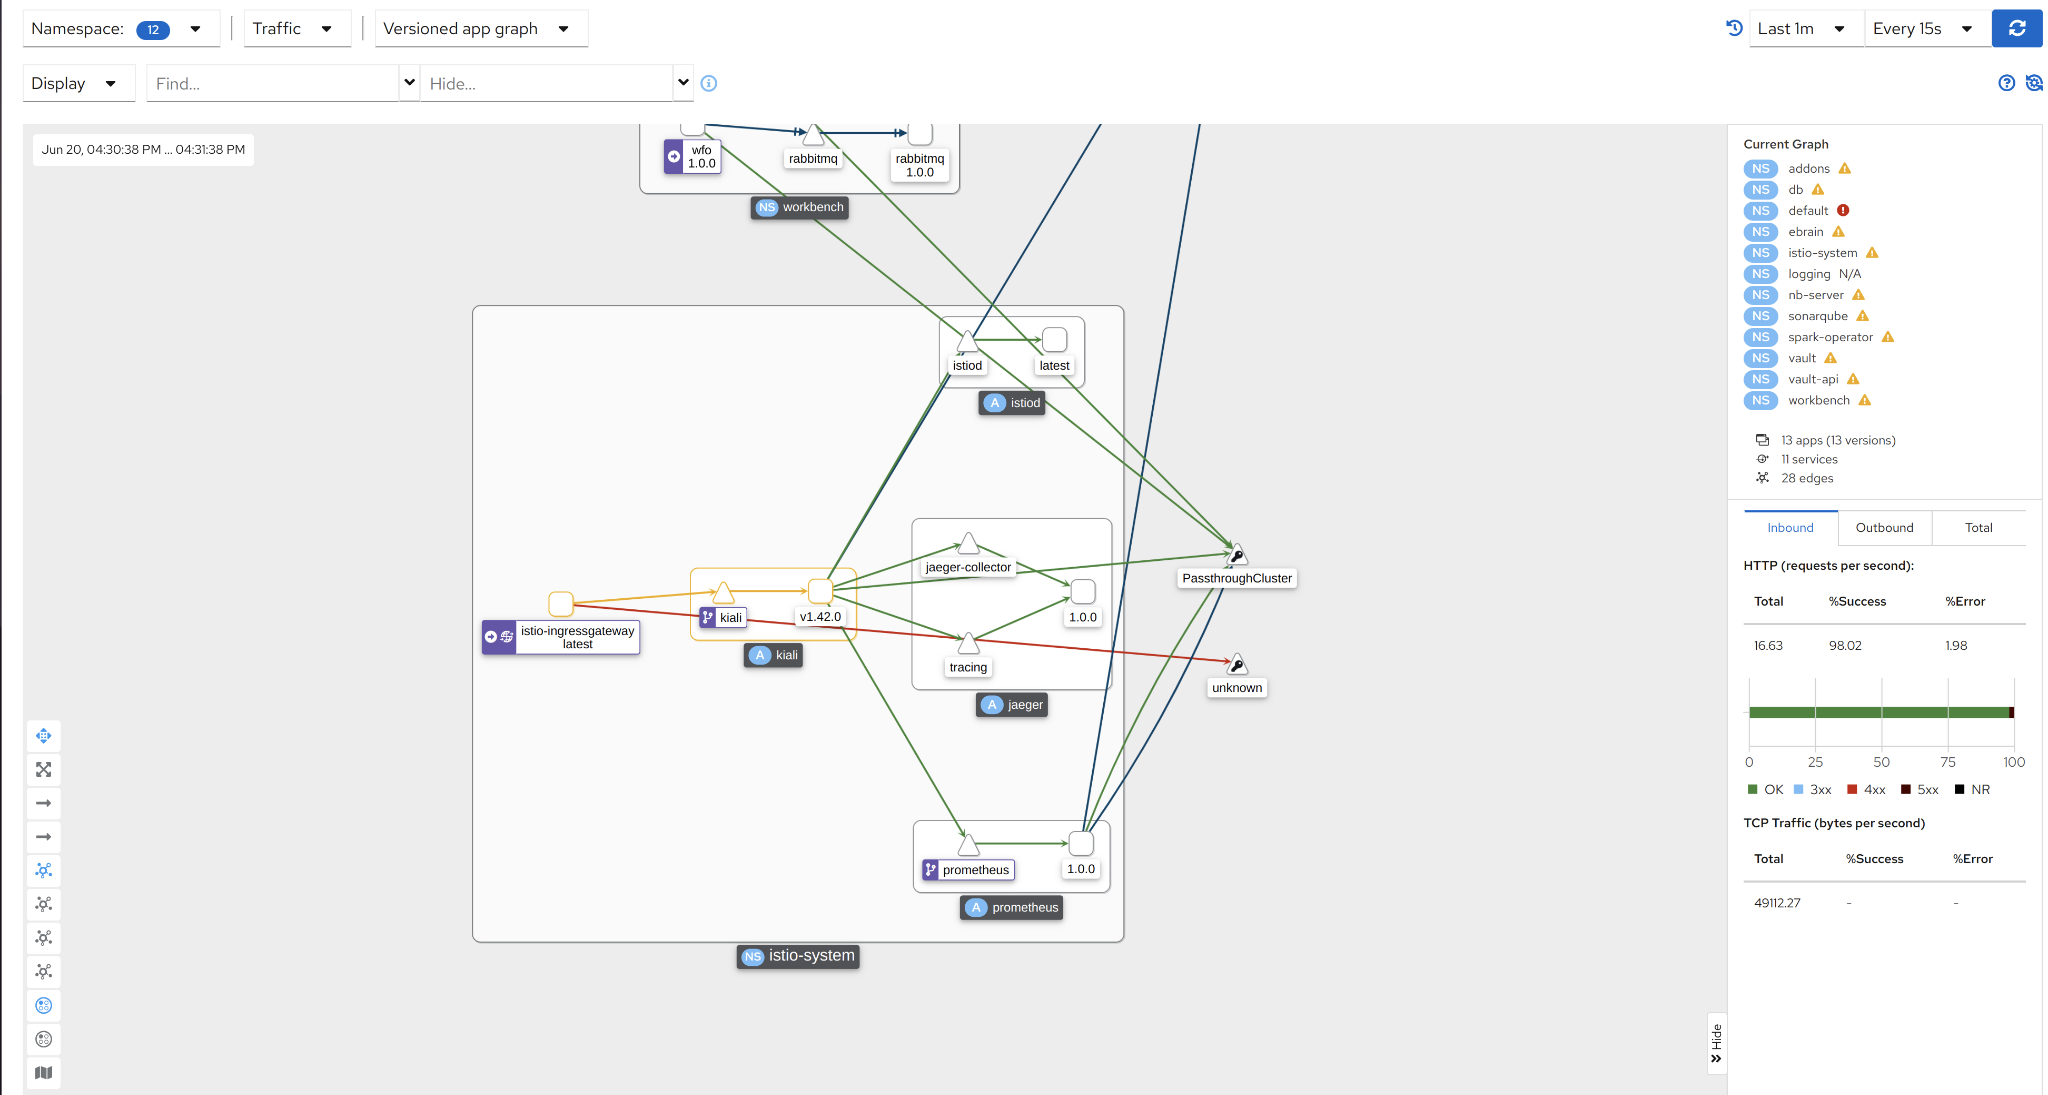 Namespace: 12
Traffic
Versioned app graph
Last 1m
Every 15s
Display
Find...
Hide...
Jun 20, 04:30:38 PM ... 04:31:38 PM
wfo
1.0.0
rabbitmq
rabbitmq
1.0.0
NS workbench
istiod
latest
A istiod
jaeger-collector
1.0.0
tracing
A jaeger
istio-ingressgateway
latest
kiali
v1.42.0
A kiali
PassthroughCluster
unknown
prometheus
1.0.0
A prometheus
NS istio-system
Hide
Current Graph
NS addons
NS db
NS default
NS ebrain
NS istio-system
NS logging N/A
NS nb-server
NS sonarqube
NS spark-operator
NS vault
NS vault-api
NS workbench
13 apps (13 versions)
11 services
28 edges
Inbound Outbound Total
HTTP (requests per second):
Total %Success %Error
16.63 98.02 1.98
0 25 50 75 100
OK 3xx 4xx 5xx NR
TCP Traffic (bytes per second)
Total %Success %Error
49112.27 - -